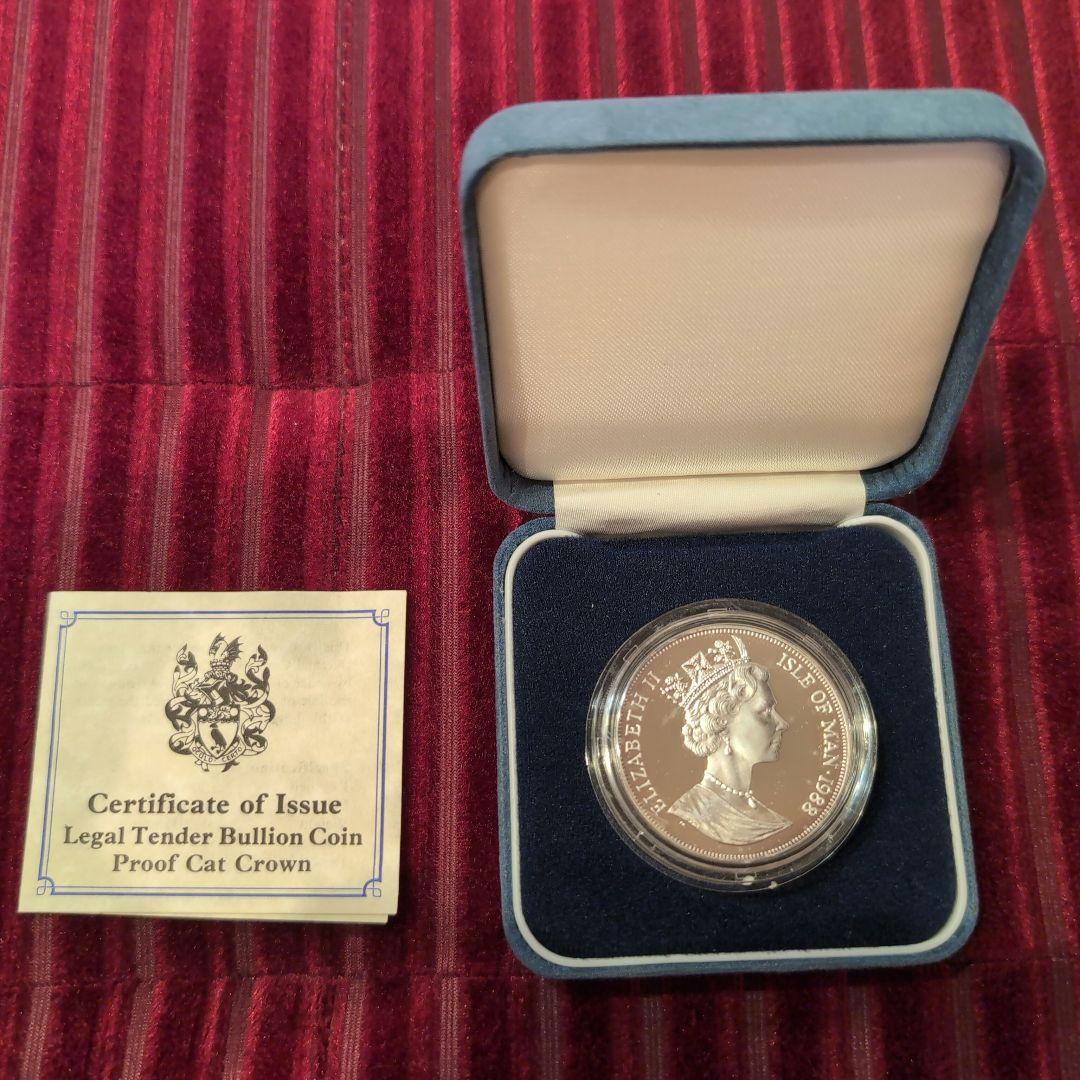 Certificate of Issue
Legal Tender Bullion Coin
Proof Cat Crown
ELIZABETH II
ISLE OF MAN · 1988